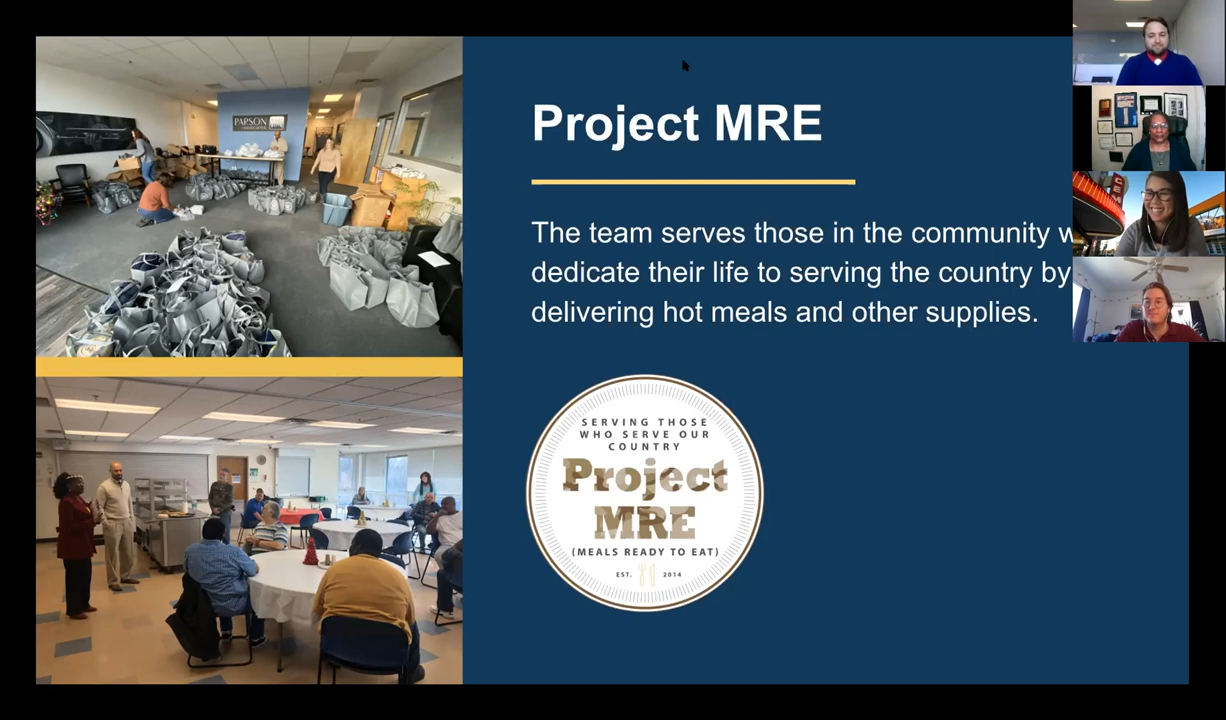 PARSON
Project MRE
The team serves those in the community w
dedicate their life to serving the country by
delivering hot meals and other supplies.
SERVING THOSE
WHO SERVE OUR
COUNTRY
Project
MRE
(MEALS READY TO EAT)
EST. 2014